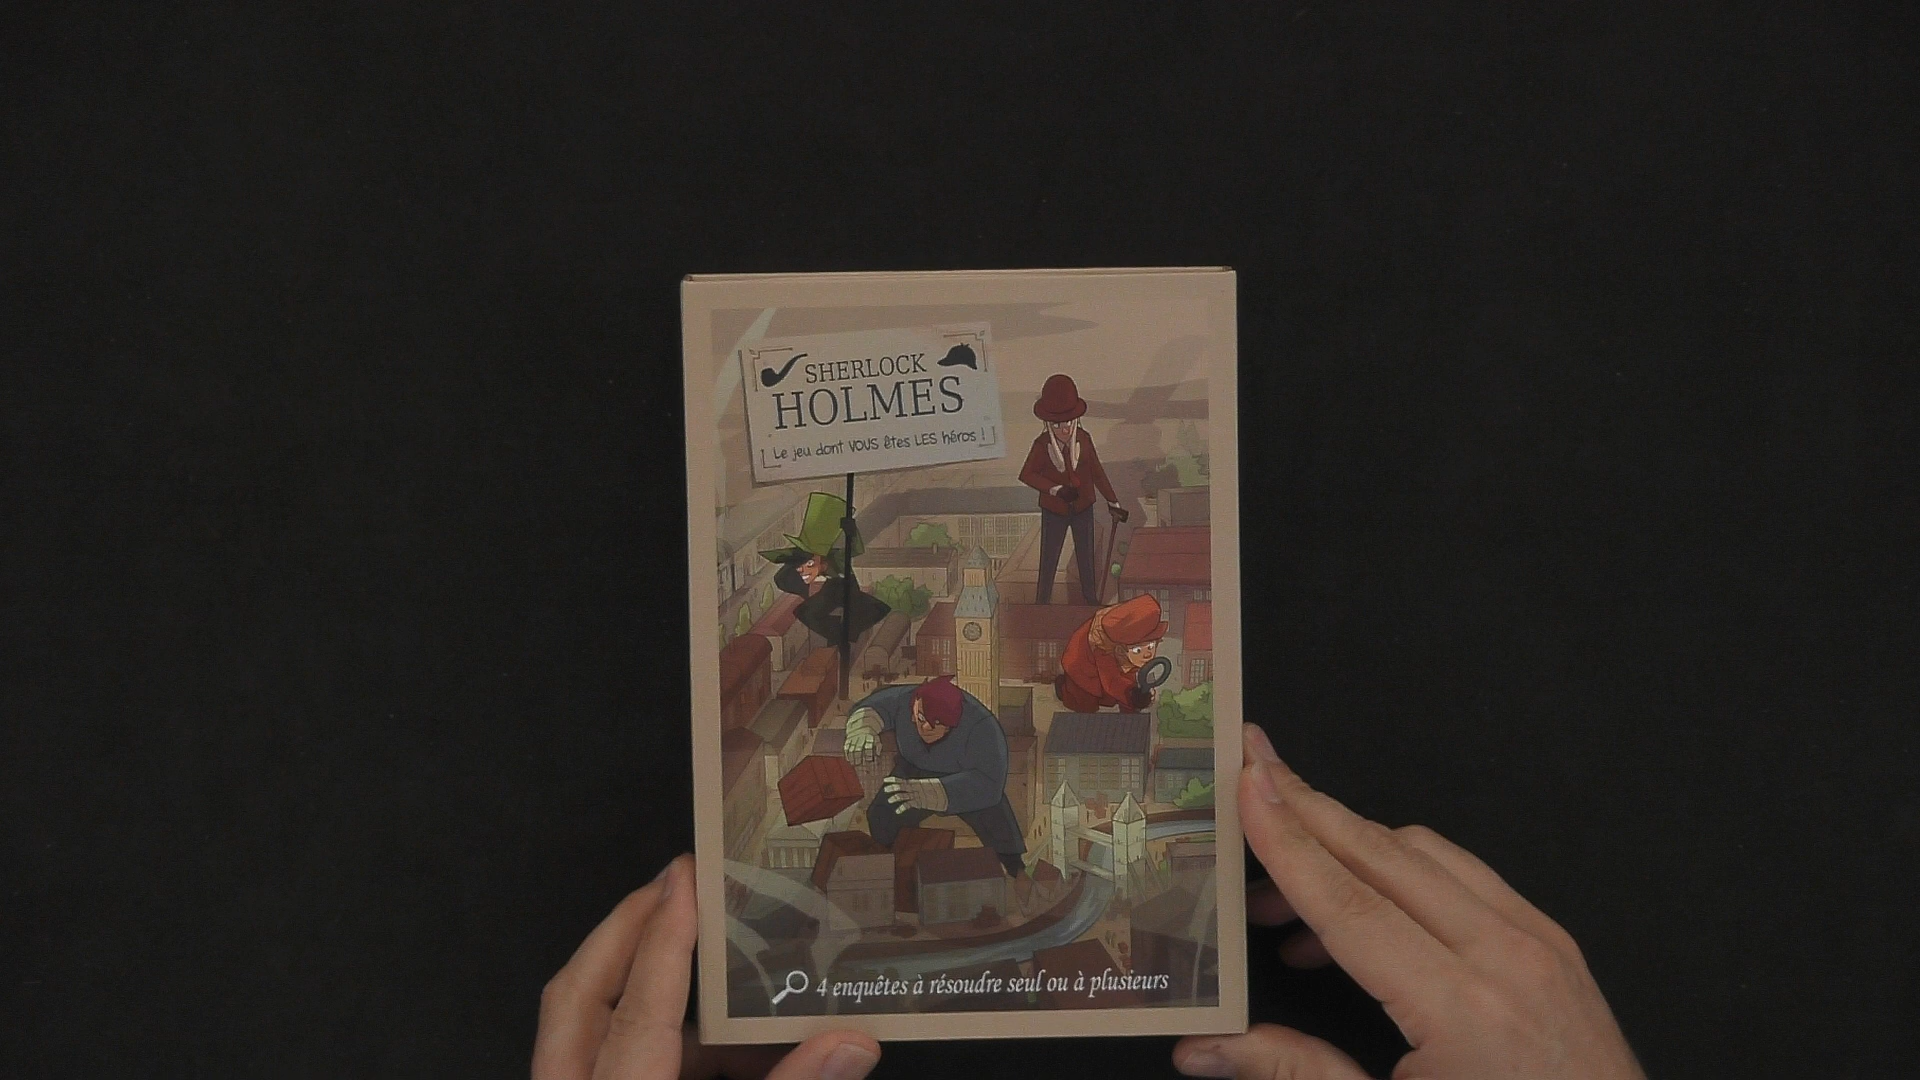 SHERLOCK
HOLMES
Le jeu dont VOUS êtes LES héros !
4 enquêtes à résoudre seul ou à plusieurs